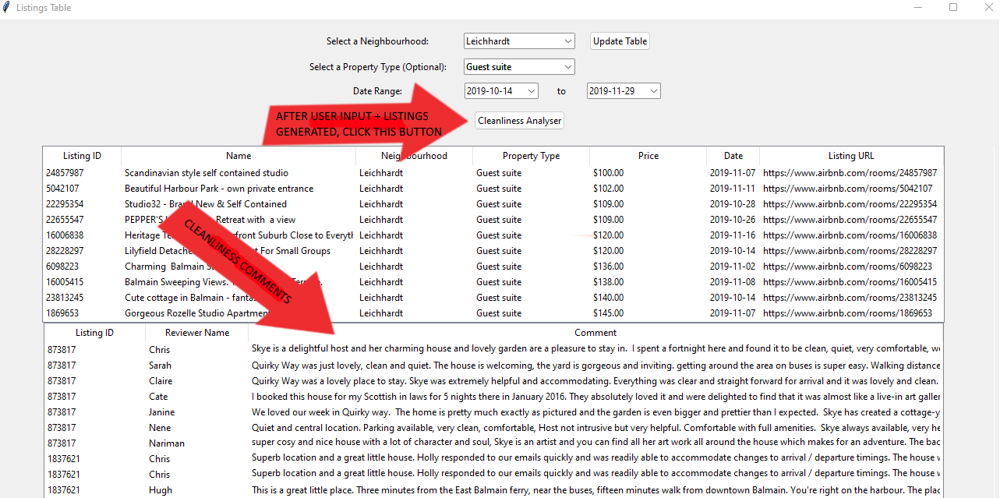 Listings Table
Select a Neighbourhood: Leichhardt Update Table
Select a Property Type (Optional): Guest suite
Date Range: 2019-10-14 to 2019-11-29
AFTER USER INPUT + LISTINGS
GENERATED, CLICK THIS BUTTON
Cleanliness Analyser
Listing ID Name Neighbourhood Property Type Price Date Listing URL
24857987 Scandinavian style self contained studio Leichhardt Guest suite $100.00 2019-11-07 https://www.airbnb.com/rooms/24857987
5042107 Beautiful Harbour Park - own private entrance Leichhardt Guest suite $102.00 2019-11-11 https://www.airbnb.com/rooms/5042107
22295354 Studio32 - Brand New & Self Contained Leichhardt Guest suite $109.00 2019-10-28 https://www.airbnb.com/rooms/22295354
22655547 PEPPER'S Retreat with a view Leichhardt Guest suite $109.00 2019-10-26 https://www.airbnb.com/rooms/22655547
16006838 Heritage Suburb Close to Everyth Leichhardt Guest suite $120.00 2019-11-16 https://www.airbnb.com/rooms/16006838
28228297 Lilyfield For Small Groups Leichhardt Guest suite $120.00 2019-10-14 https://www.airbnb.com/rooms/28228297
6098223 Charming Balmain Leichhardt Guest suite $136.00 2019-11-02 https://www.airbnb.com/rooms/6098223
16005415 Balmain Sweeping Views. Leichhardt Guest suite $138.00 2019-11-08 https://www.airbnb.com/rooms/16005415
23813245 Cute cottage in Balmain - Leichhardt Guest suite $140.00 2019-10-14 https://www.airbnb.com/rooms/23813245
1869653 Gorgeous Rozelle Studio Apartment Leichhardt Guest suite $145.00 2019-11-07 https://www.airbnb.com/rooms/1869653
CLEANLINESS COMMENTS
Listing ID Reviewer Name Comment
873817 Chris Skye is a delightful host and her charming house and lovely garden are a pleasure to stay in. I spent a fortnight here and found it to be clean, quiet, very comfortable, w
873817 Sarah Quirky Way was just lovely, clean and quiet. The house is welcoming, the yard is gorgeous and inviting. getting around the area on buses is super easy. Walking distance
873817 Claire Quirky Way was a lovely place to stay. Skye was extremely helpful and accommodating. Everything was clear and straight forward for arrival and it was lovely and clean.
873817 Cate I booked this house for my Scottish in laws for 5 nights there in January 2016. They absolutely loved it and were delighted to find that it was almost like a live-in art galler
873817 Janine We loved our week in Quirky way. The home is pretty much exactly as pictured and the garden is even bigger and prettier than I expected. Skye has created a cottage-y
873817 Nene Quiet and central location. Parking available, very clean, comfortable, Host not intrusive but very helpful. Comfortable with full amenities. Skye always available, very he
873817 Nariman super cosy and nice house with a lot of character and soul, Skye is an artist and you can find all her art work all around the house which makes for an adventure. The bac
1837621 Chris Superb location and a great little house. Holly responded to our emails quickly and was readily able to accommodate changes to arrival / departure timings. The house w
1837621 Chris Superb location and a great little house. Holly responded to our emails quickly and was readily able to accommodate changes to arrival / departure timings. The house w
1837621 Hugh This is a great little place. Three minutes from the East Balmain ferry, near the buses, fifteen minutes walk from downtown Balmain. You're right on the harbour. The plac